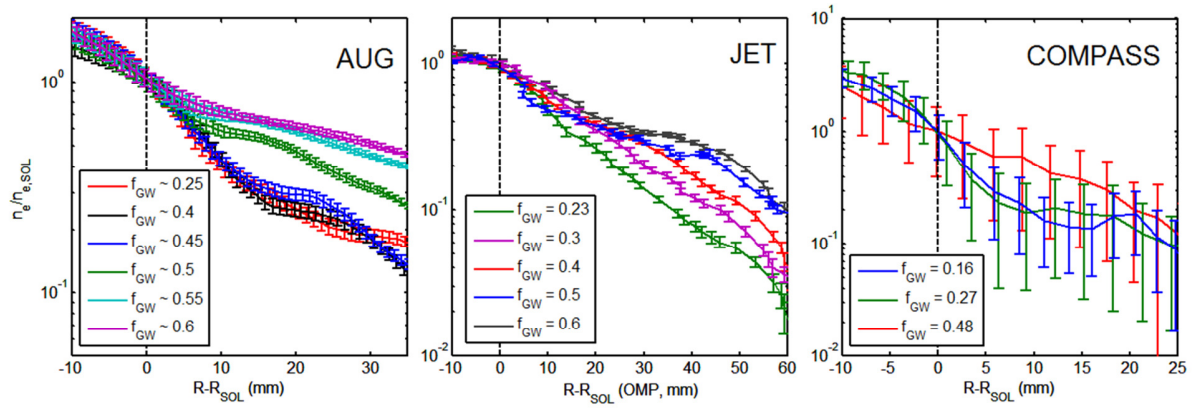 AUG
n_e/n_e,SOL
10^0
10^-1
f_GW ~ 0.25
f_GW ~ 0.4
f_GW ~ 0.45
f_GW ~ 0.5
f_GW ~ 0.55
f_GW ~ 0.6
-10 0 10 20 30
R-R_SOL (mm)
JET
10^0
10^-1
10^-2
f_GW = 0.23
f_GW = 0.3
f_GW = 0.4
f_GW = 0.5
f_GW = 0.6
-10 0 10 20 30 40 50 60
R-R_SOL (OMP, mm)
COMPASS
10^1
10^0
10^-1
10^-2
f_GW = 0.16
f_GW = 0.27
f_GW = 0.48
-10 -5 0 5 10 15 20 25
R-R_SOL (mm)